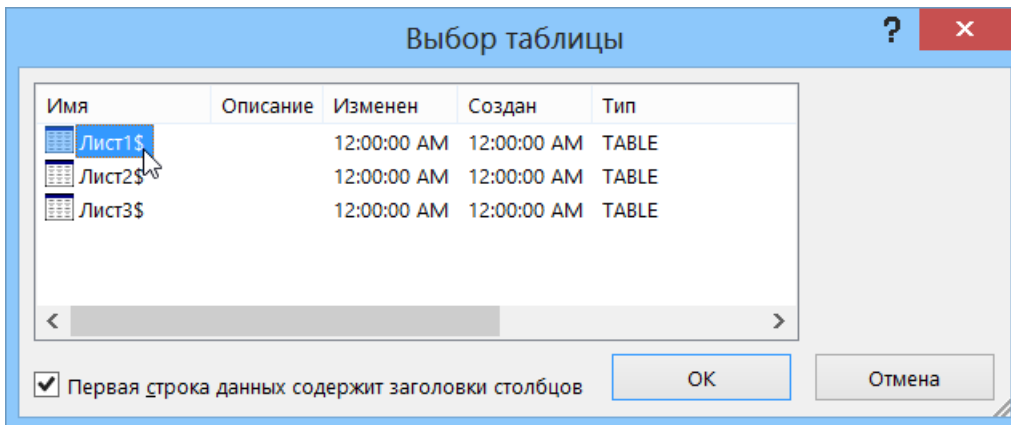 Выбор таблицы ?
Имя Описание Изменен Создан Тип
Лист1$ 12:00:00 AM 12:00:00 AM TABLE
Лист2$ 12:00:00 AM 12:00:00 AM TABLE
Лист3$ 12:00:00 AM 12:00:00 AM TABLE
Первая строка данных содержит заголовки столбцов OK Отмена